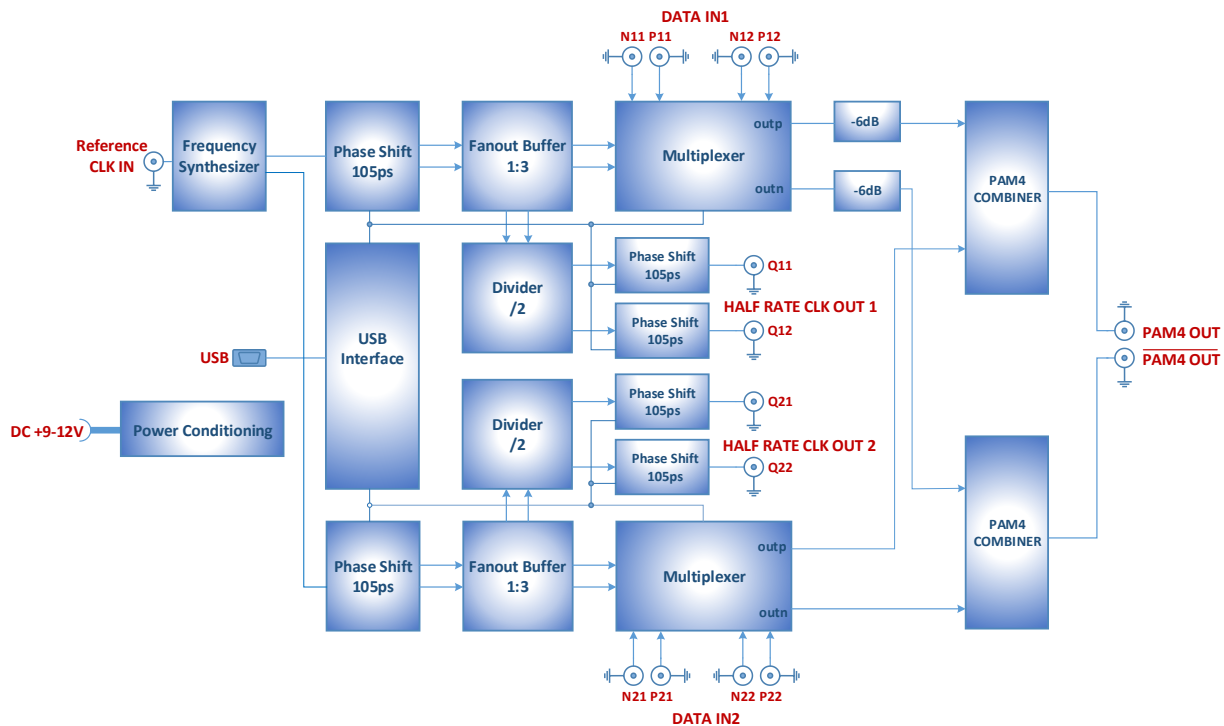 DATA IN1
N11 P11
N12 P12
Reference
CLK IN
Frequency
Synthesizer
Phase Shift
105ps
Fanout Buffer
1:3
Multiplexer
outp
outn
-6dB
-6dB
PAM4
COMBINER
Divider
/2
Phase Shift
105ps
Q11
HALF RATE CLK OUT 1
Phase Shift
105ps
Q12
USB
USB
Interface
PAM4 OUT
PAM4 OUT
DC +9-12V
Power Conditioning
Divider
/2
Phase Shift
105ps
Q21
HALF RATE CLK OUT 2
Phase Shift
105ps
Q22
Phase Shift
105ps
Fanout Buffer
1:3
Multiplexer
outp
outn
PAM4
COMBINER
N21 P21
N22 P22
DATA IN2